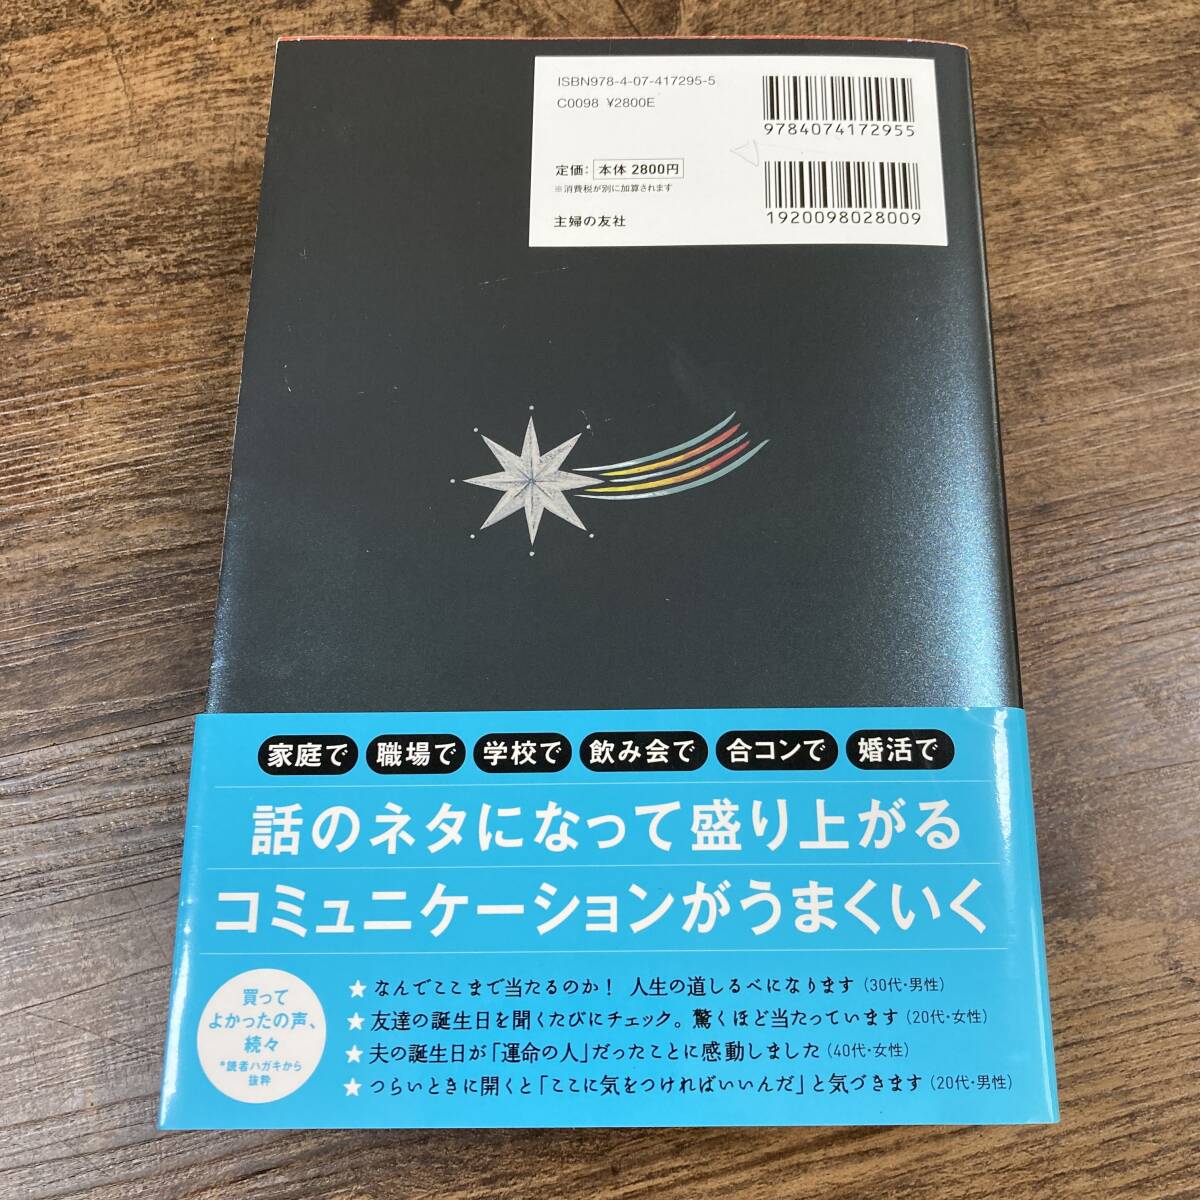 ISBN978-4-07-417295-5
C0098 ¥2800E
9784074172955
定価： 本体 2800円
※消費税が別に加算されます
主婦の友社
1920098028009
家庭で 職場で 学校で 飲み会で 合コンで 婚活で
話のネタになって盛り上がる
コミュニケーションがうまくいく
買って
よかったの声、
続々
*読者ハガキから
抜粋
★ なんでここまで当たるのか！ 人生の道しるべになります（30代・男性）
★ 友達の誕生日を聞くたびにチェック。驚くほど当たっています（20代・女性）
★ 夫の誕生日が「運命の人」だったことに感動しました（40代・女性）
★ つらいときに開くと「ここに気をつければいいんだ」と気づきます（20代・男性）